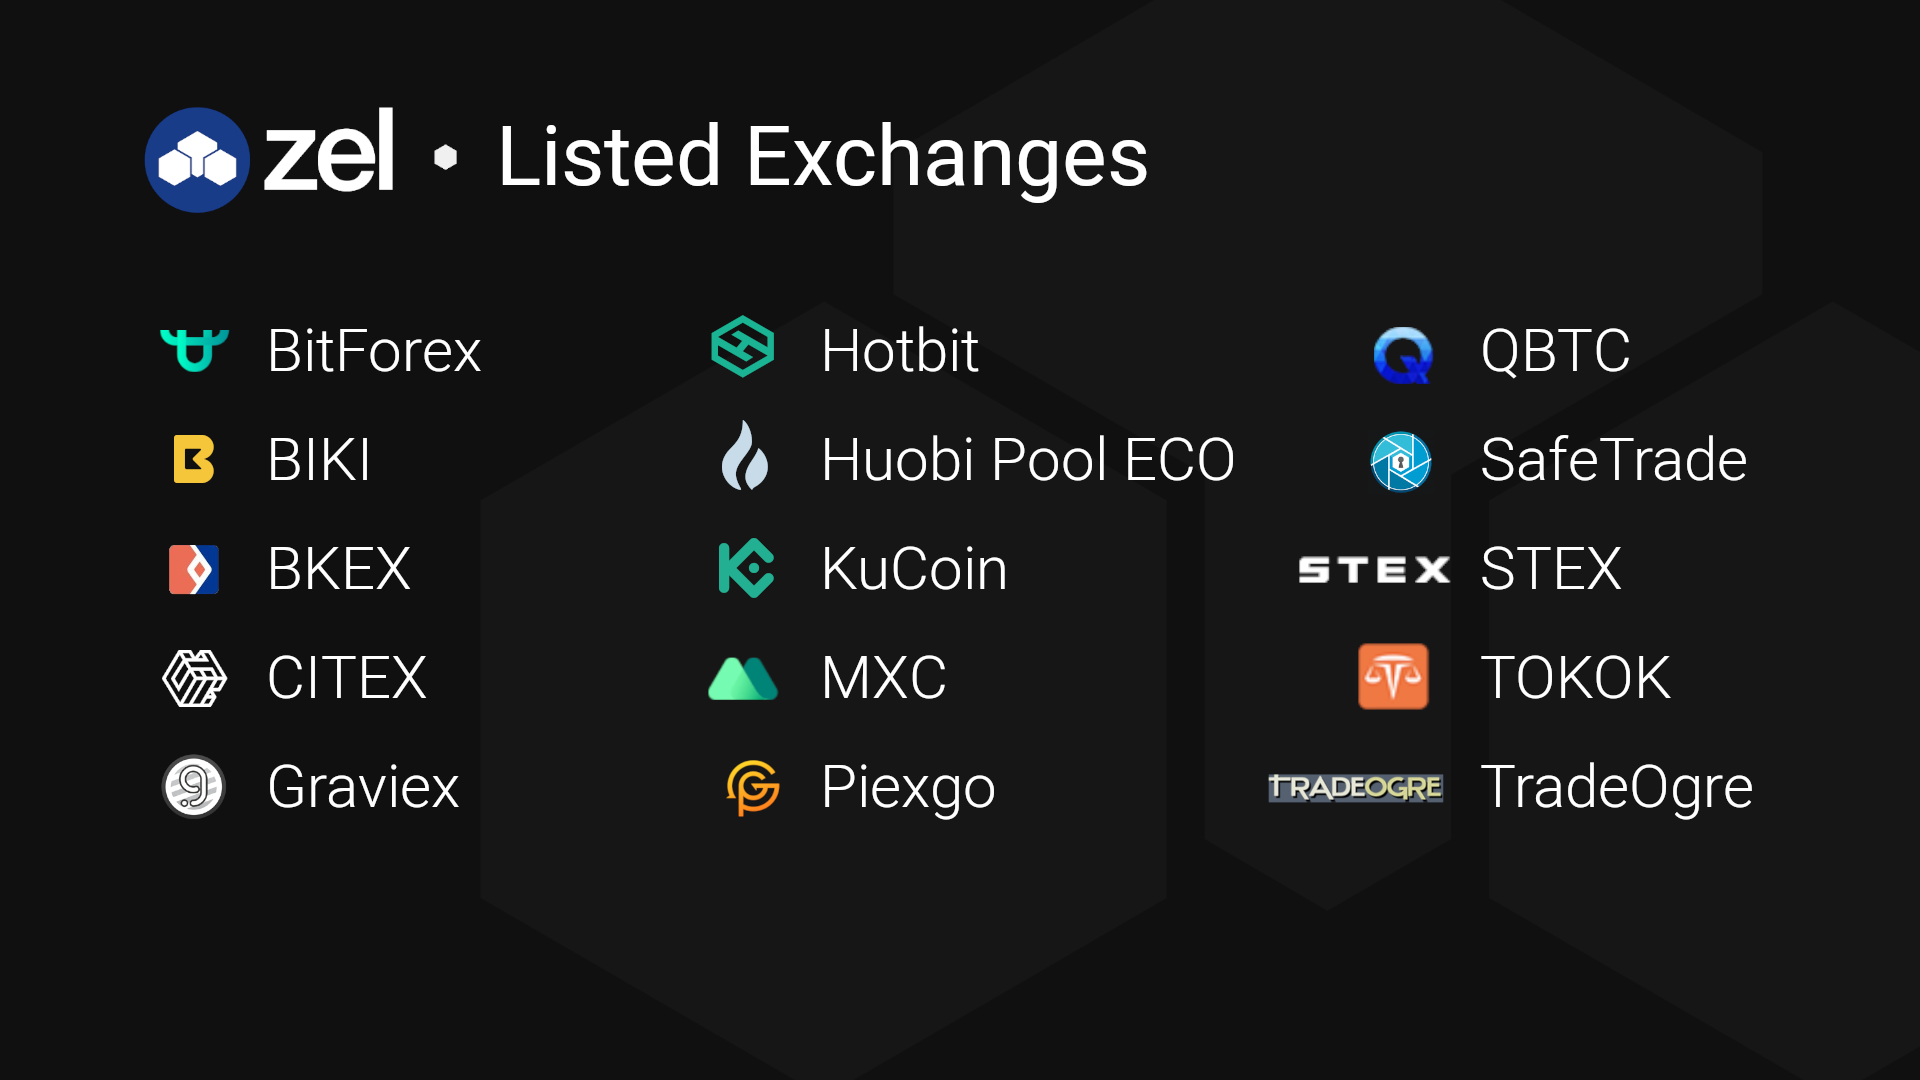 zel • Listed Exchanges
BitForex
BIKI
BKEX
CITEX
Graviex
Hotbit
Huobi Pool ECO
KuCoin
MXC
Piexgo
QBTC
SafeTrade
STEX STEX
TOKOK
TRADEOGRE TradeOgre